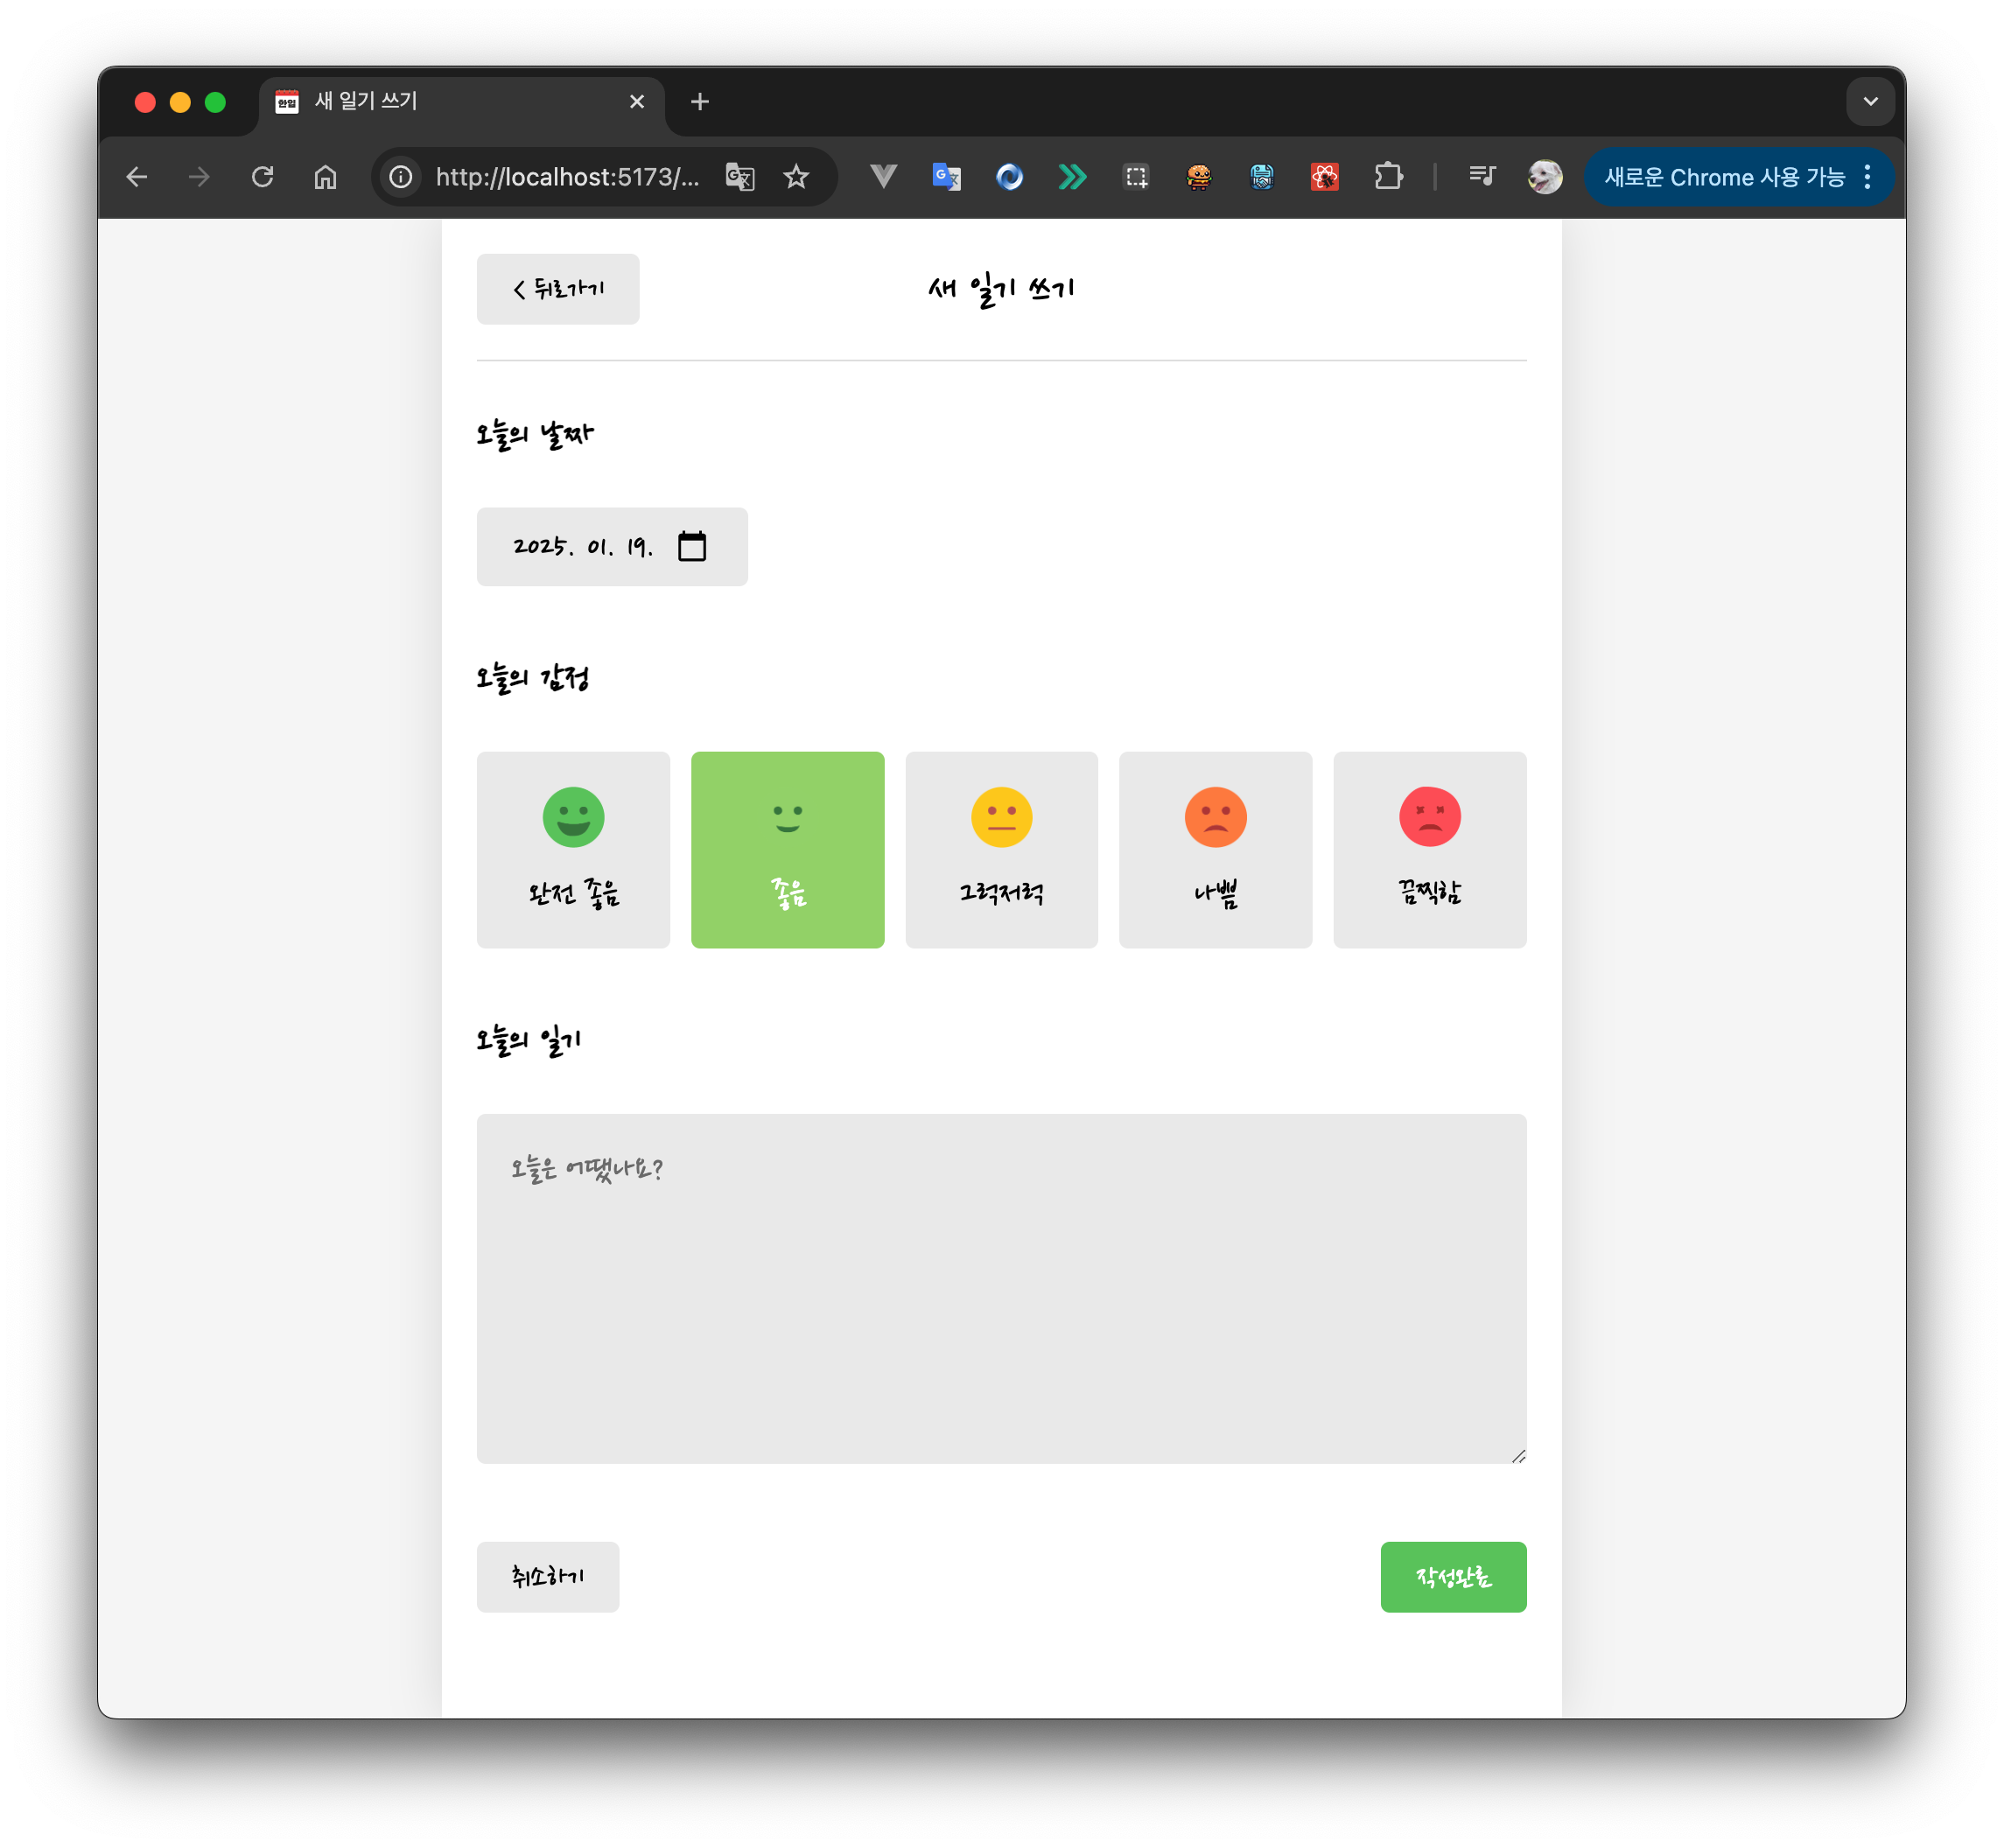 한입 새 일기 쓰기
http://localhost:5173/... 새로운 Chrome 사용 가능
< 뒤로가기 새 일기 쓰기
오늘의 날짜
2025. 01. 19.
오늘의 감정
완전 좋음 좋음 그럭저럭 나쁨 끔찍함
오늘의 일기
오늘은 어땠나요?
취소하기 작성완료